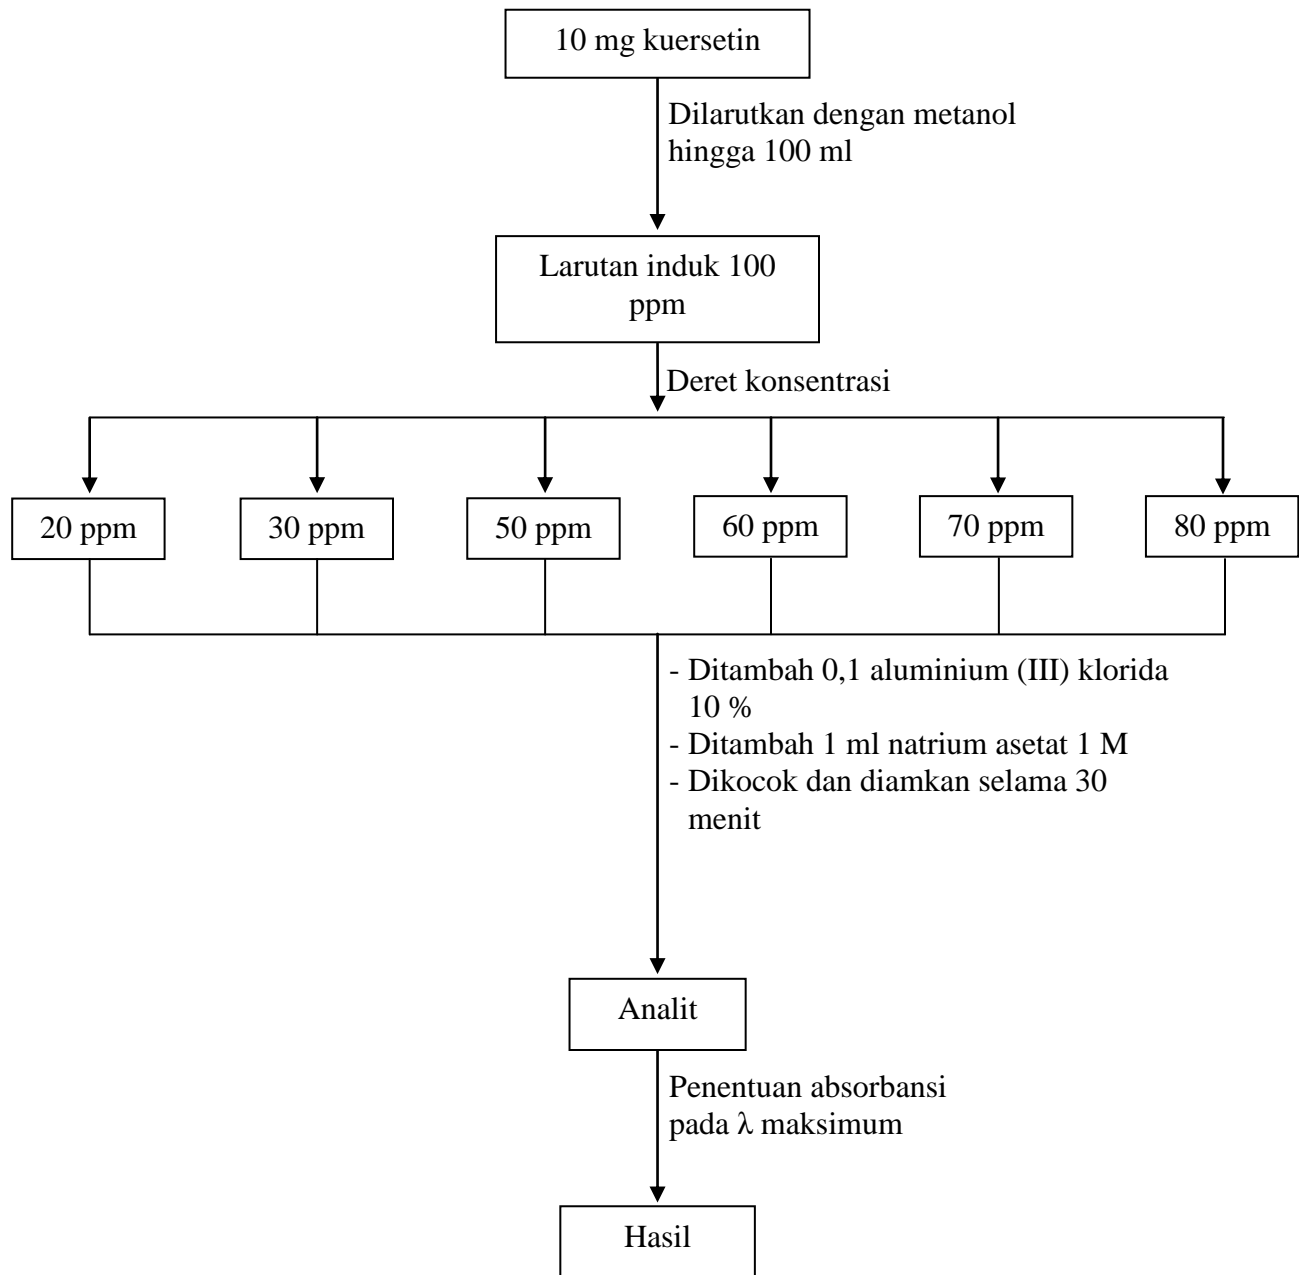 10 mg kuersetin
Dilarutkan dengan metanol
hingga 100 ml
Larutan induk 100
ppm
Deret konsentrasi
20 ppm
30 ppm
50 ppm
60 ppm
70 ppm
80 ppm
- Ditambah 0,1 aluminium (III) klorida
10 %
- Ditambah 1 ml natrium asetat 1 M
- Dikocok dan diamkan selama 30
menit
Analit
Penentuan absorbansi
pada λ maksimum
Hasil